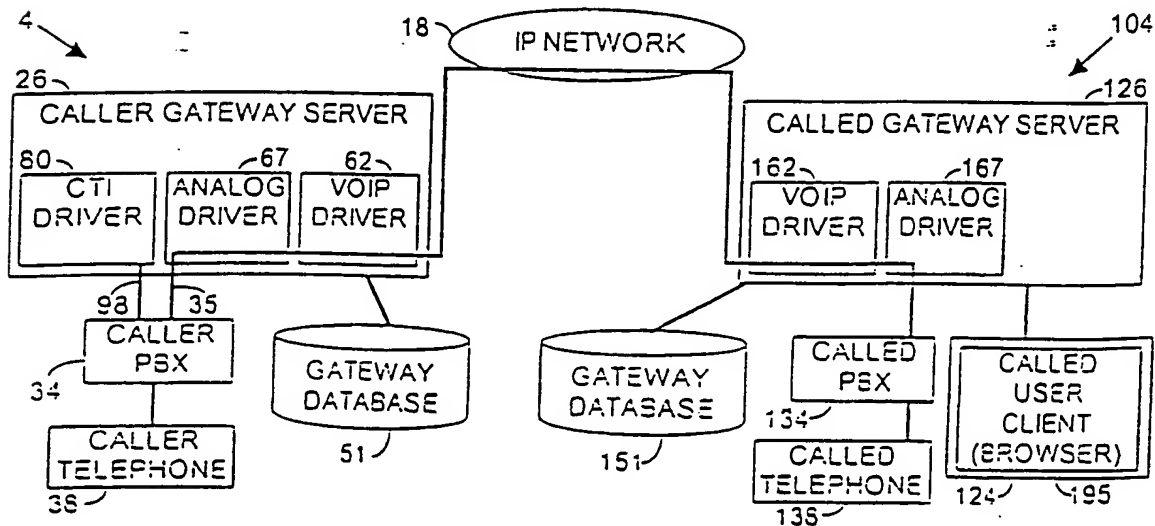 4
18
IP NETWORK
104
26
CALLER GATEWAY SERVER
80
CTI
DRIVER
67
ANALOG
DRIVER
62
VOIP
DRIVER
126
CALLED GATEWAY SERVER
162
VOIP
DRIVER
167
ANALOG
DRIVER
98
35
CALLER
PBX
34
CALLER
TELEPHONE
38
GATEWAY
DATABASE
51
GATEWAY
DATABASE
151
CALLED
PBX
134
CALLED
TELEPHONE
138
CALLED
USER
CLIENT
(BROWSER)
124
195